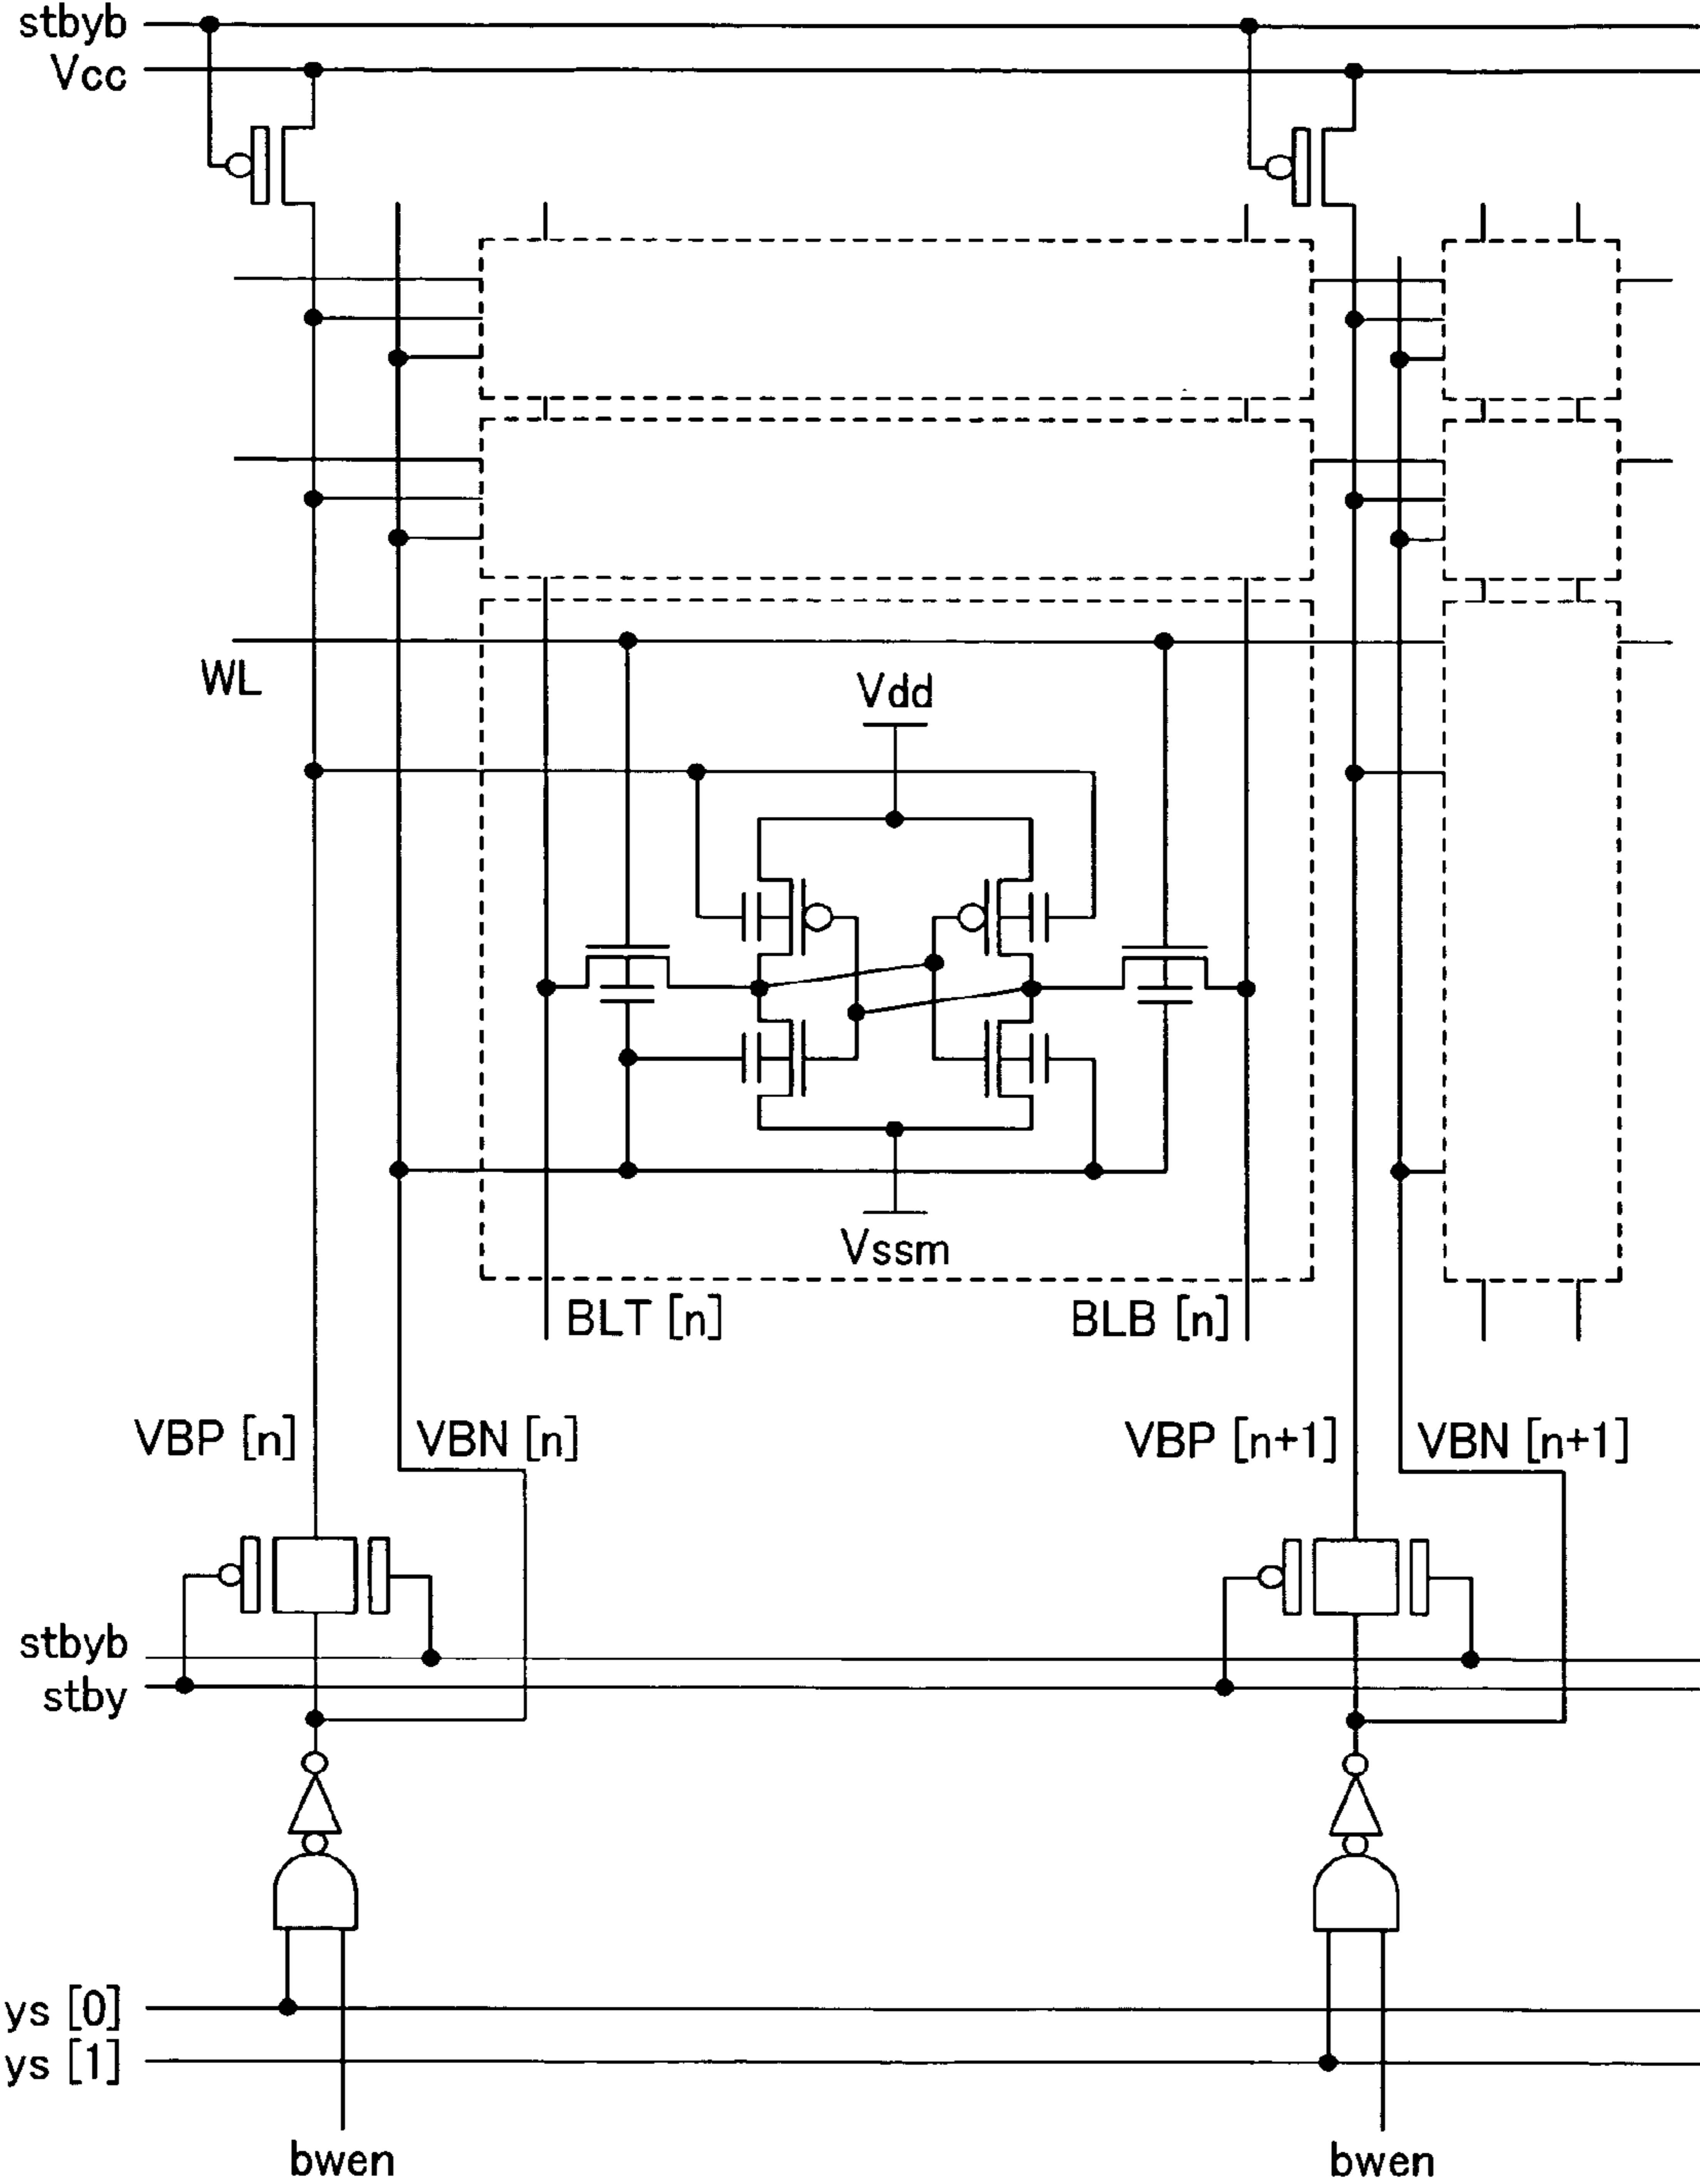 stbyb
Vcc
WL
Vdd
Vssm
BLT [n]
BLB [n]
VBP [n]
VBN [n]
VBP [n+1]
VBN [n+1]
stbyb
stby
ys [0]
ys [1]
bwen
bwen